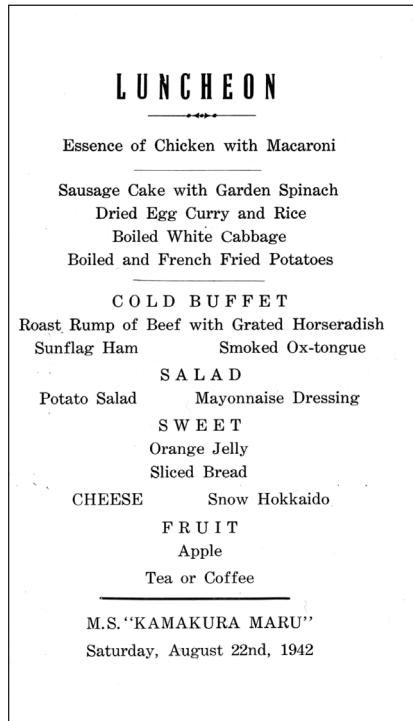 LUNCHEON
Essence of Chicken with Macaroni
Sausage Cake with Garden Spinach
Dried Egg Curry and Rice
Boiled White Cabbage
Boiled and French Fried Potatoes
COLD BUFFET
Roast Rump of Beef with Grated Horseradish
Sunflag Ham Smoked Ox-tongue
SALAD
Potato Salad Mayonnaise Dressing
SWEET
Orange Jelly
Sliced Bread
CHEESE Snow Hokkaido
FRUIT
Apple
Tea or Coffee
M.S. "KAMAKURA MARU"
Saturday, August 22nd, 1942